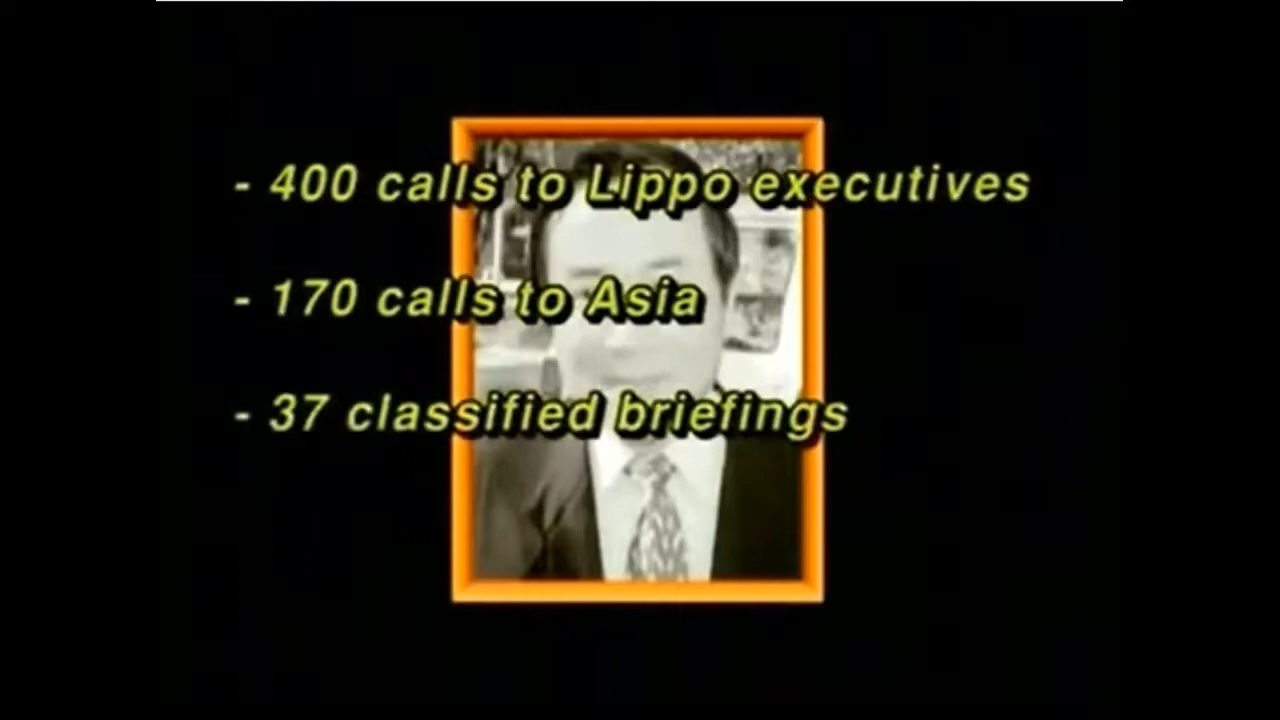 - 400 calls to Lippo executives
- 170 calls to Asia
- 37 classified briefings